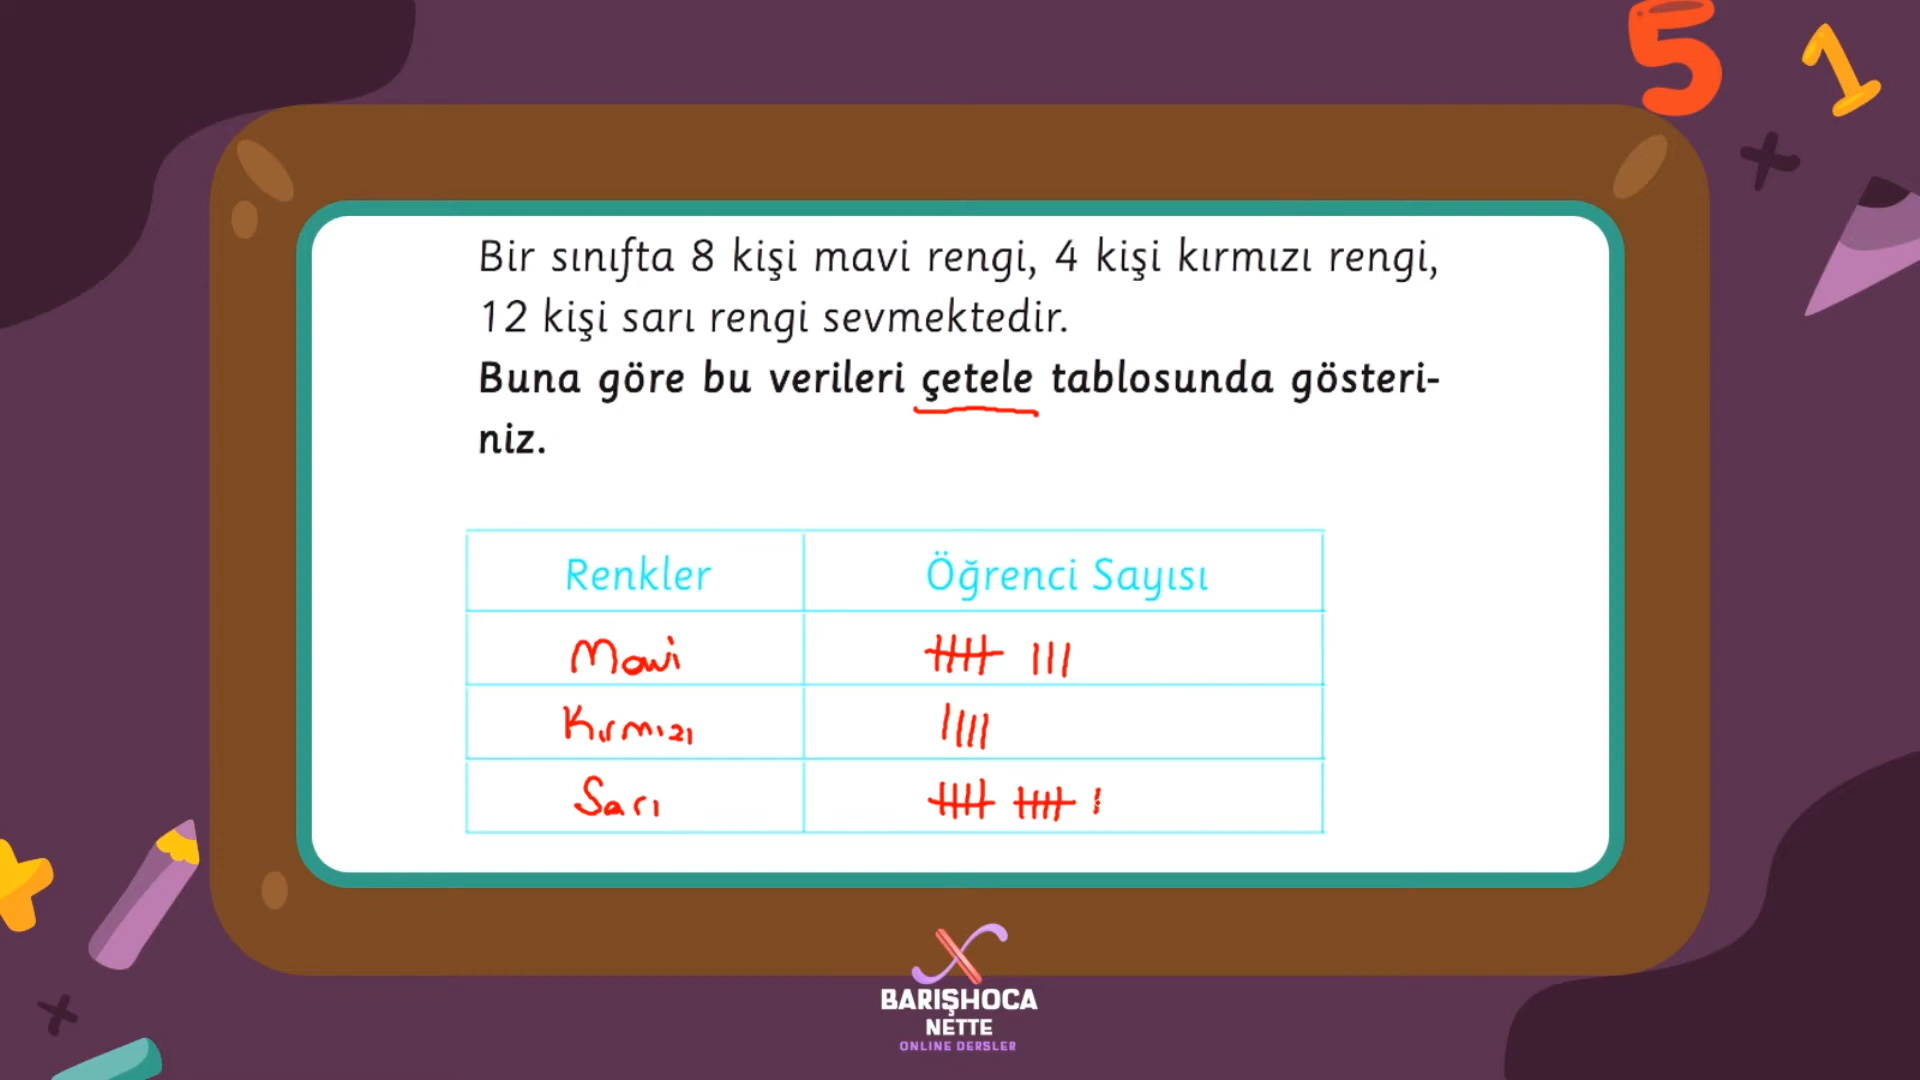 5 1
Bir sınıfta 8 kişi mavi rengi, 4 kişi kırmızı rengi,
12 kişi sarı rengi sevmektedir.
Buna göre bu verileri çetele tablosunda gösteri-
niz.
Renkler Öğrenci Sayısı
Mavi
Kırmızı
Sarı
BARIŞHOCA
NETTE
ONLINE DERSLER